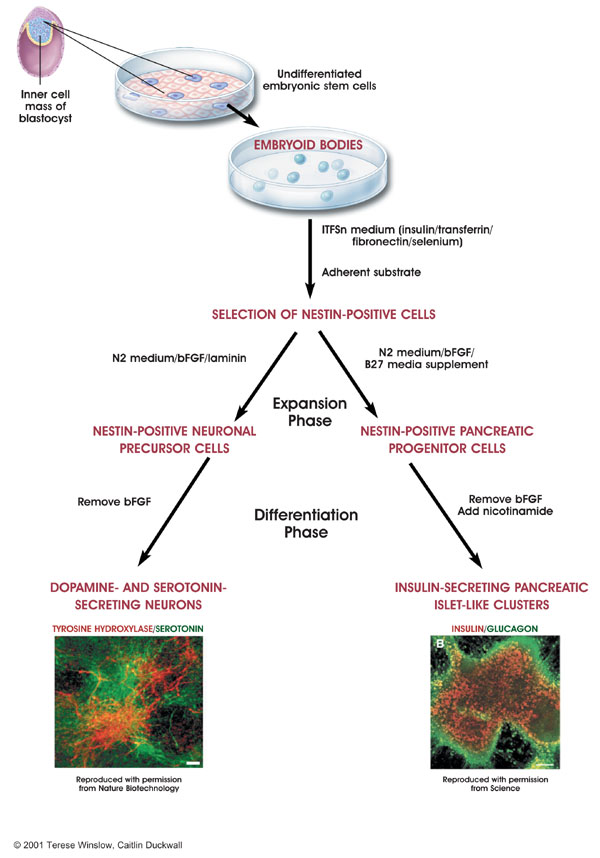 Inner cell
mass of
blastocyst
Undifferentiated
embryonic stem cells
EMBRYOID BODIES
ITFSn medium (insulin/transferrin/
fibronectin/selenium)
Adherent substrate
SELECTION OF NESTIN-POSITIVE CELLS
N2 medium/bFGF/laminin
N2 medium/bFGF/
B27 media supplement
Expansion
Phase
NESTIN-POSITIVE NEURONAL
PRECURSOR CELLS
NESTIN-POSITIVE PANCREATIC
PROGENITOR CELLS
Remove bFGF
Remove bFGF
Add nicotinamide
Differentiation
Phase
DOPAMINE- AND SEROTONIN-
SECRETING NEURONS
INSULIN-SECRETING PANCREATIC
ISLET-LIKE CLUSTERS
TYROSINE HYDROXYLASE/SEROTONIN
INSULIN/GLUCAGON
B
Reproduced with permission
from Nature Biotechnology
Reproduced with permission
from Science
© 2001 Terese Winslow, Caitlin Duckwall